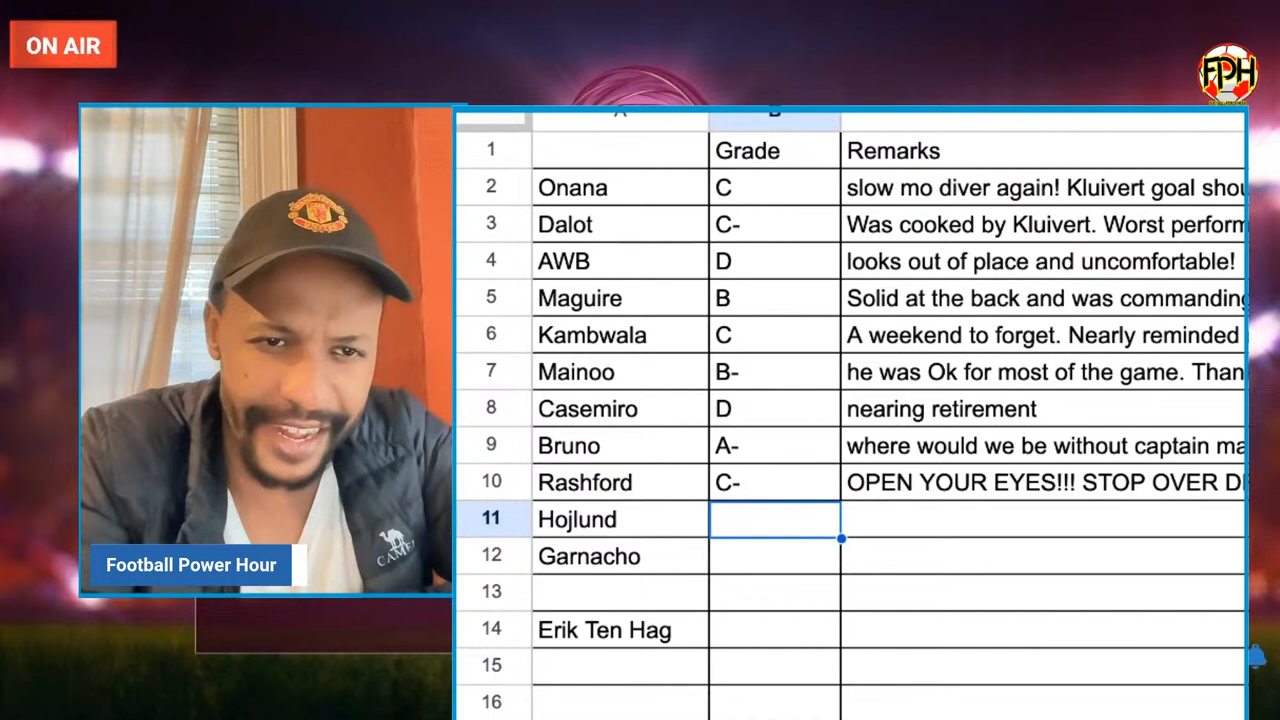 ON AIR
FPH
Football Power Hour
CAMEL
1 Grade Remarks
2 Onana C slow mo diver again! Kluivert goal shou
3 Dalot C- Was cooked by Kluivert. Worst perform
4 AWB D looks out of place and uncomfortable!
5 Maguire B Solid at the back and was commanding
6 Kambwala C A weekend to forget. Nearly reminded
7 Mainoo B- he was Ok for most of the game. Than
8 Casemiro D nearing retirement
9 Bruno A- where would we be without captain ma
10 Rashford C- OPEN YOUR EYES!!! STOP OVER D
11 Hojlund
12 Garnacho
13
14 Erik Ten Hag
15
16